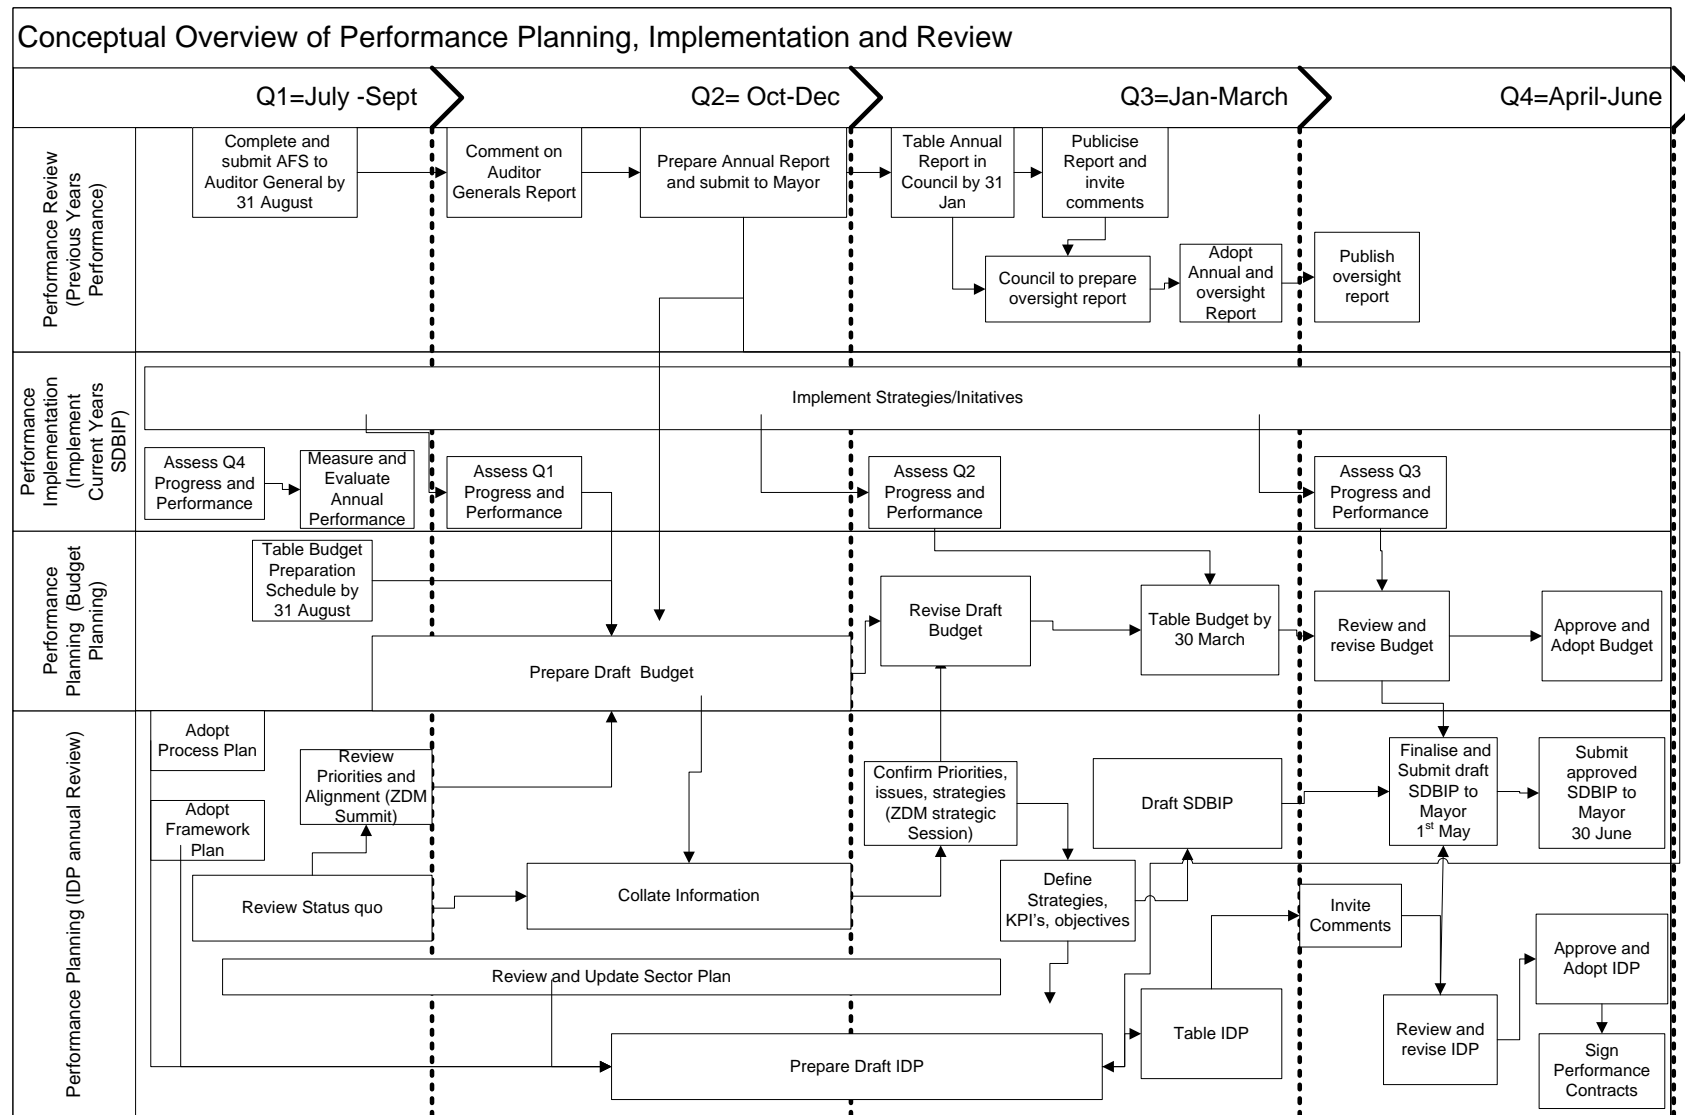 Conceptual Overview of Performance Planning, Implementation and Review
Q1=July -Sept
Q2= Oct-Dec
Q3=Jan-March
Q4=April-June
Performance Review
(Previous Years
Performance)
Complete and
submit AFS to
Auditor General by
31 August
Comment on
Auditor
Generals Report
Prepare Annual Report
and submit to Mayor
Table Annual
Report in
Council by 31
Jan
Publicise
Report and
invite
comments
Council to prepare
oversight report
Adopt
Annual and
oversight
Report
Publish
oversight
report
Performance
Implementation
(Implement
Current Years
SDBIP)
Implement Strategies/Initatives
Assess Q4
Progress and
Performance
Measure and
Evaluate
Annual
Performance
Assess Q1
Progress and
Performance
Assess Q2
Progress and
Performance
Assess Q3
Progress and
Performance
Performance
Planning (Budget
Planning)
Table Budget
Preparation
Schedule by
31 August
Prepare Draft Budget
Revise Draft
Budget
Table Budget by
30 March
Review and
revise Budget
Approve and
Adopt Budget
Performance Planning (IDP annual Review)
Adopt
Process Plan
Adopt
Framework
Plan
Review
Priorities and
Alignment (ZDM
Summit)
Review Status quo
Collate Information
Confirm Priorities,
issues, strategies
(ZDM strategic
Session)
Define
Strategies,
KPI's, objectives
Draft SDBIP
Finalise and
Submit draft
SDBIP to
Mayor
1st May
Submit
approved
SDBIP to
Mayor
30 June
Review and Update Sector Plan
Prepare Draft IDP
Table IDP
Invite
Comments
Review and
revise IDP
Approve and
Adopt IDP
Sign
Performance
Contracts